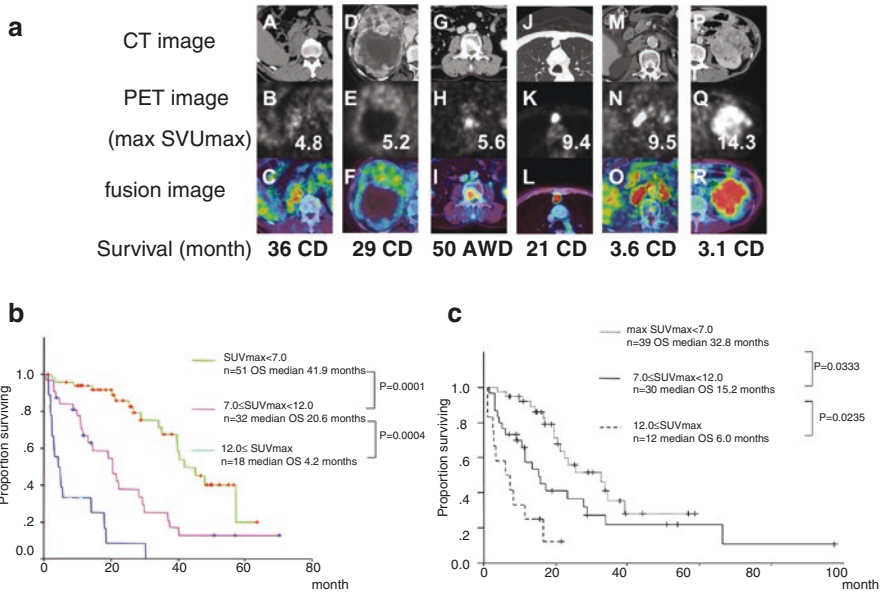 a
CT image
PET image
(max SVUmax)
fusion image
Survival (month)
A D G J M P
B E H K N Q
4.8 5.2 5.6 9.4 9.5 14.3
C F I L O R
36 CD 29 CD 50 AWD 21 CD 3.6 CD 3.1 CD
b
Proportion surviving
1.0
.8
.6
.4
.2
0.0
0 20 40 60 80
month
SUVmax<7.0
n=51 OS median 41.9 months
7.0≤SUVmax<12.0
n=32 median OS 20.6 months
12.0≤ SUVmax
n=18 median OS 4.2 months
P=0.0001
P=0.0004
c
Proportion surviving
1.0
.8
.6
.4
.2
0.0
0 20 40 60 80 100
month
max SUVmax<7.0
n=39 OS median 32.8 months
7.0≤SUVmax<12.0
n=30 median OS 15.2 months
12.0≤SUVmax
n=12 median OS 6.0 months
P=0.0333
P=0.0235